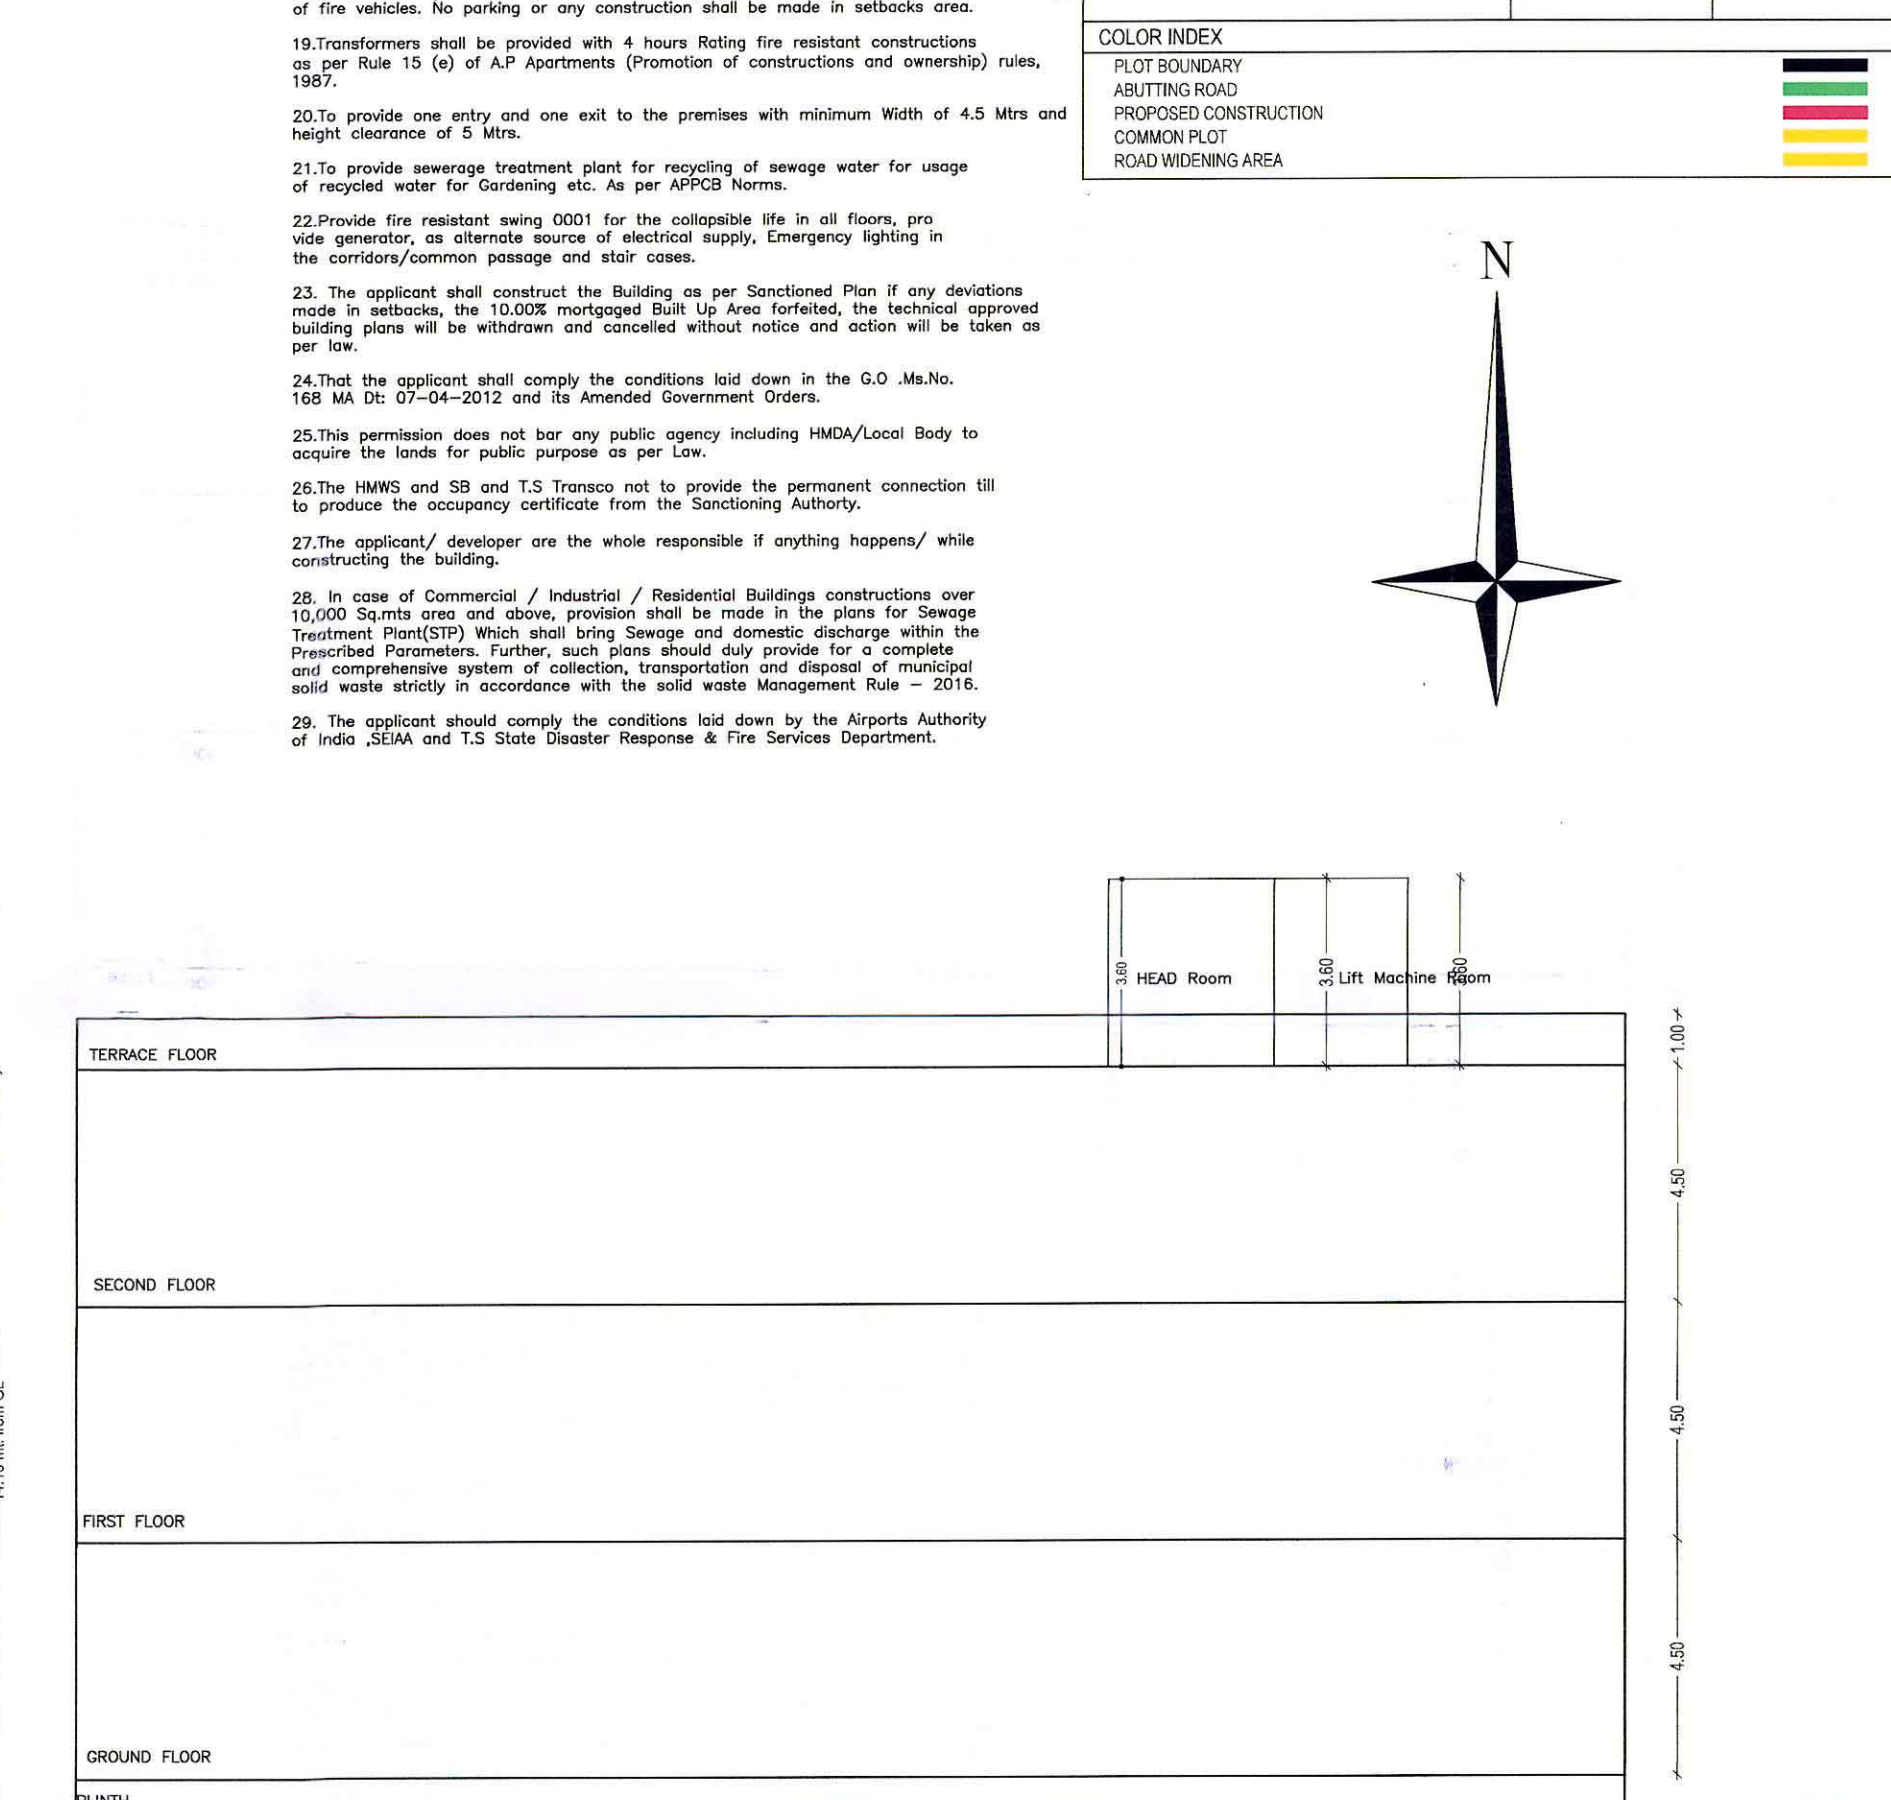 of fire vehicles. No parking or any construction shall be made in setbacks area.
19.Transformers shall be provided with 4 hours Rating fire resistant constructions
as per Rule 15 (e) of A.P Apartments (Promotion of constructions and ownership) rules,
1987.
20.To provide one entry and one exit to the premises with minimum Width of 4.5 Mtrs and
height clearance of 5 Mtrs.
21.To provide sewerage treatment plant for recycling of sewage water for usage
of recycled water for Gardening etc. As per APPCB Norms.
22.Provide fire resistant swing 0001 for the collapsible life in all floors, pro
vide generator, as alternate source of electrical supply, Emergency lighting in
the corridors/common passage and stair cases.
23. The applicant shall construct the Building as per Sanctioned Plan if any deviations
made in setbacks, the 10.00% mortgaged Built Up Area forfeited, the technical approved
building plans will be withdrawn and cancelled without notice and action will be taken as
per law.
24.That the applicant shall comply the conditions laid down in the G.O .Ms.No.
168 MA Dt: 07-04-2012 and its Amended Government Orders.
25.This permission does not bar any public agency including HMDA/Local Body to
acquire the lands for public purpose as per Law.
26.The HMWS and SB and T.S Transco not to provide the permanent connection till
to produce the occupancy certificate from the Sanctioning Authorty.
27.The applicant/ developer are the whole responsible if anything happens/ while
constructing the building.
28. In case of Commercial / Industrial / Residential Buildings constructions over
10,000 Sq.mts area and above, provision shall be made in the plans for Sewage
Treatment Plant(STP) Which shall bring Sewage and domestic discharge within the
Prescribed Parameters. Further, such plans should duly provide for a complete
and comprehensive system of collection, transportation and disposal of municipal
solid waste strictly in accordance with the solid waste Management Rule – 2016.
29. The applicant should comply the conditions laid down by the Airports Authority
of India ,SEIAA and T.S State Disaster Response & Fire Services Department.
COLOR INDEX
PLOT BOUNDARY
ABUTTING ROAD
PROPOSED CONSTRUCTION
COMMON PLOT
ROAD WIDENING AREA
N
3.60
HEAD Room
3.60
Lift Machine Room
3.60
TERRACE FLOOR
1.00
4.50
SECOND FLOOR
4.50
FIRST FLOOR
4.50
GROUND FLOOR